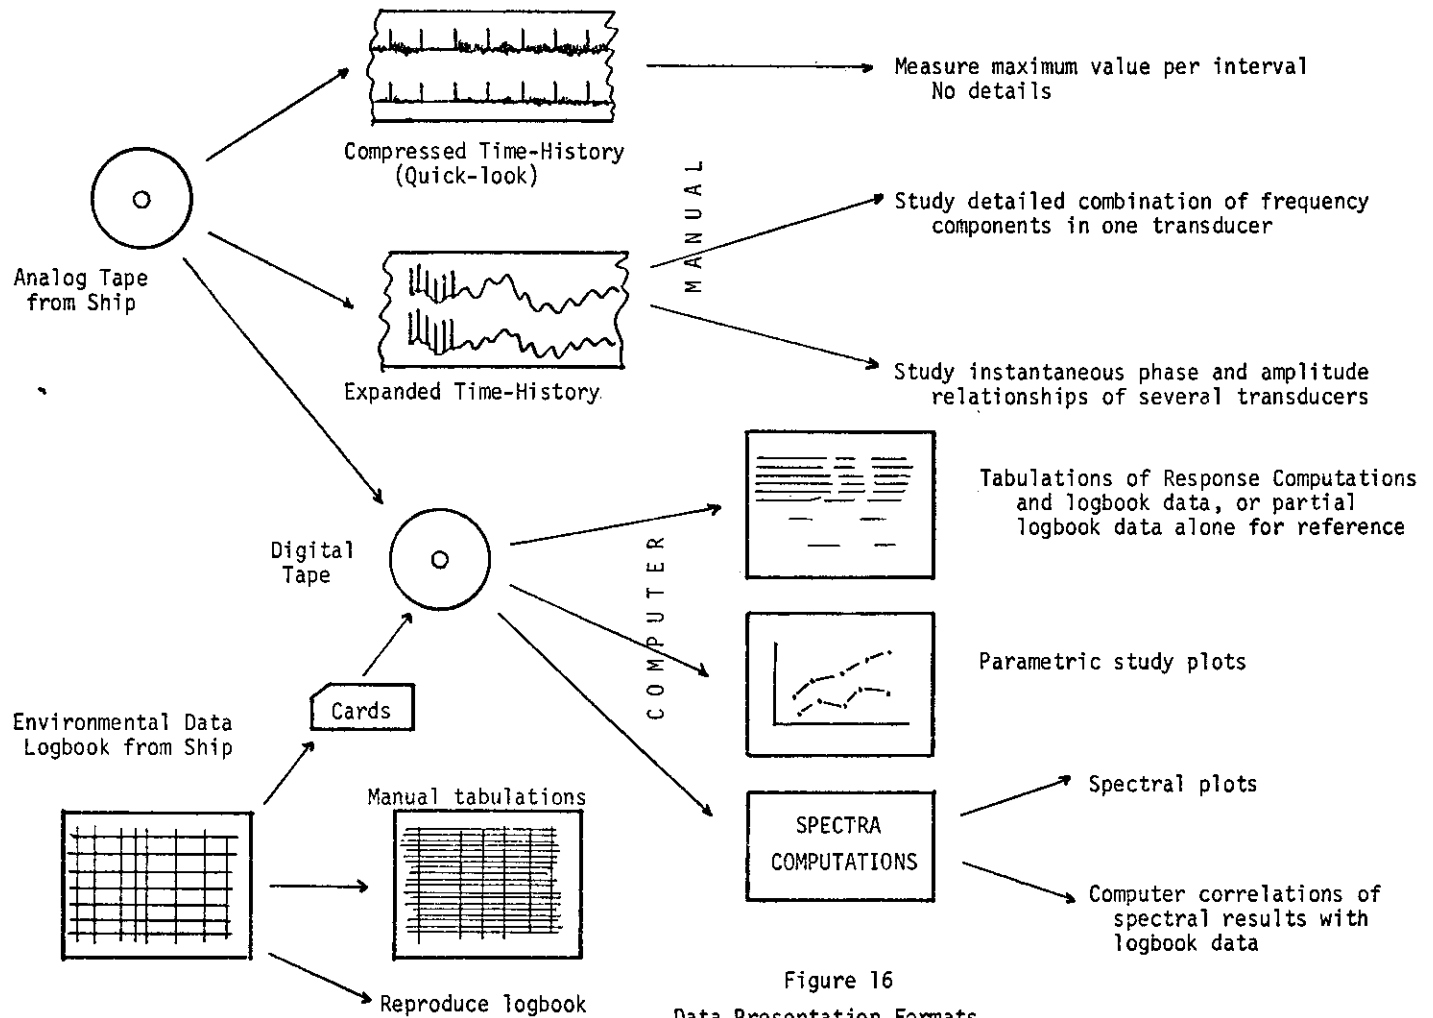 Measure maximum value per interval
No details
Compressed Time-History
(Quick-look)
MANUAL
Study detailed combination of frequency
components in one transducer
Analog Tape
from Ship
Expanded Time-History
Study instantaneous phase and amplitude
relationships of several transducers
Tabulations of Response Computations
and logbook data, or partial
logbook data alone for reference
Digital
Tape
COMPUTER
Parametric study plots
Cards
Environmental Data
Logbook from Ship
Manual tabulations
Spectral plots
SPECTRA
COMPUTATIONS
Computer correlations of
spectral results with
logbook data
Reproduce logbook
Figure 16
Data Presentation Formats